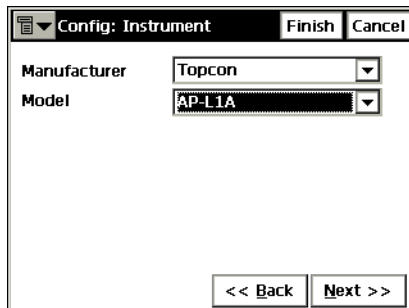 Config: Instrument Finish Cancel
Manufacturer Topcon
Model AP-L1A
<< Back Next >>